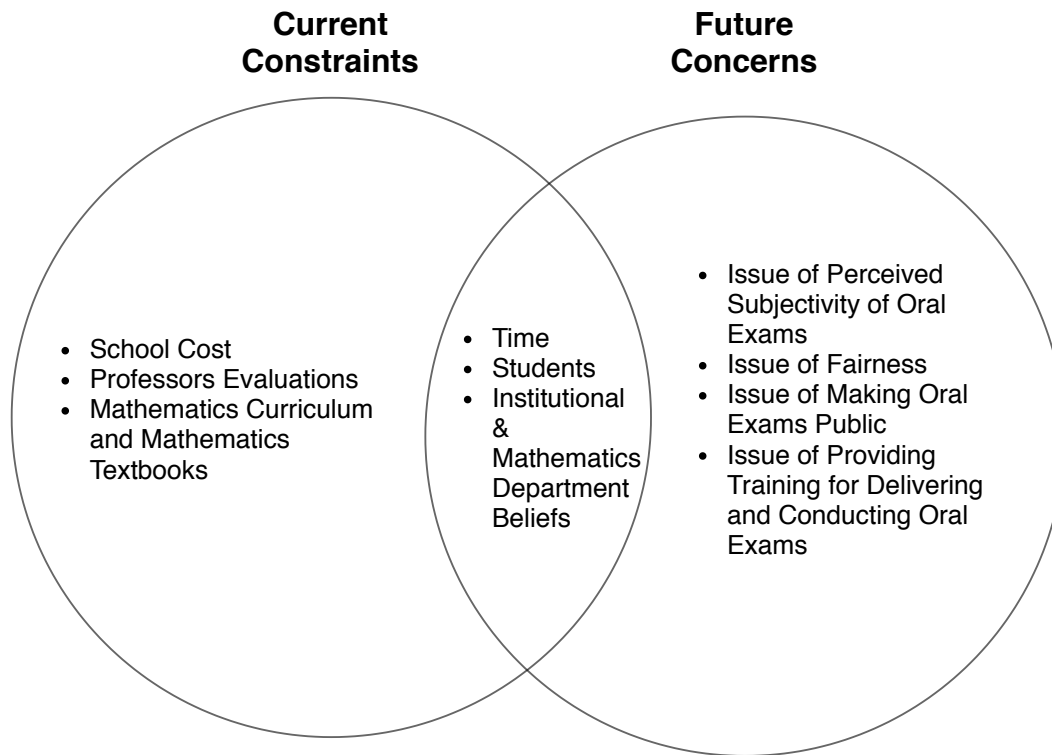 Current
Constraints
Future
Concerns
• School Cost
• Professors Evaluations
• Mathematics Curriculum
and Mathematics
Textbooks
• Time
• Students
• Institutional
&
Mathematics
Department
Beliefs
• Issue of Perceived
Subjectivity of Oral
Exams
• Issue of Fairness
• Issue of Making Oral
Exams Public
• Issue of Providing
Training for Delivering
and Conducting Oral
Exams